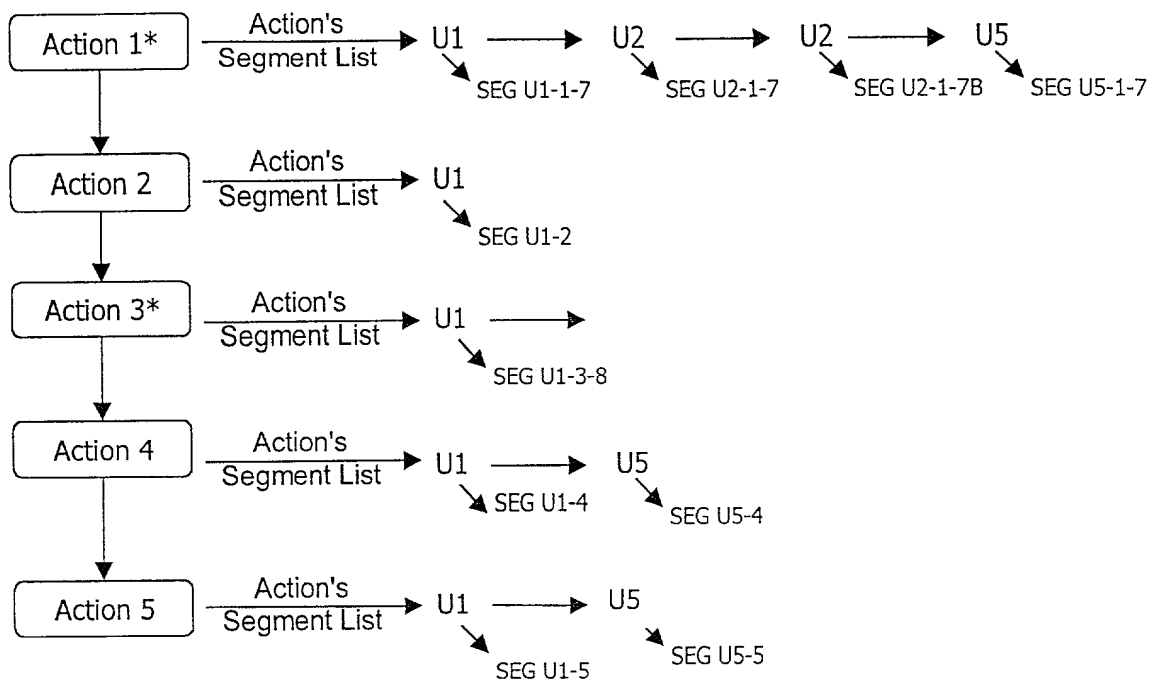 Action 1* Action's U1 U2 U2 U5
Segment List
SEG U1-1-7 SEG U2-1-7 SEG U2-1-7B SEG U5-1-7
Action 2 Action's U1
Segment List
SEG U1-2
Action 3* Action's U1
Segment List
SEG U1-3-8
Action 4 Action's U1 U5
Segment List
SEG U1-4 SEG U5-4
Action 5 Action's U1 U5
Segment List
SEG U1-5 SEG U5-5